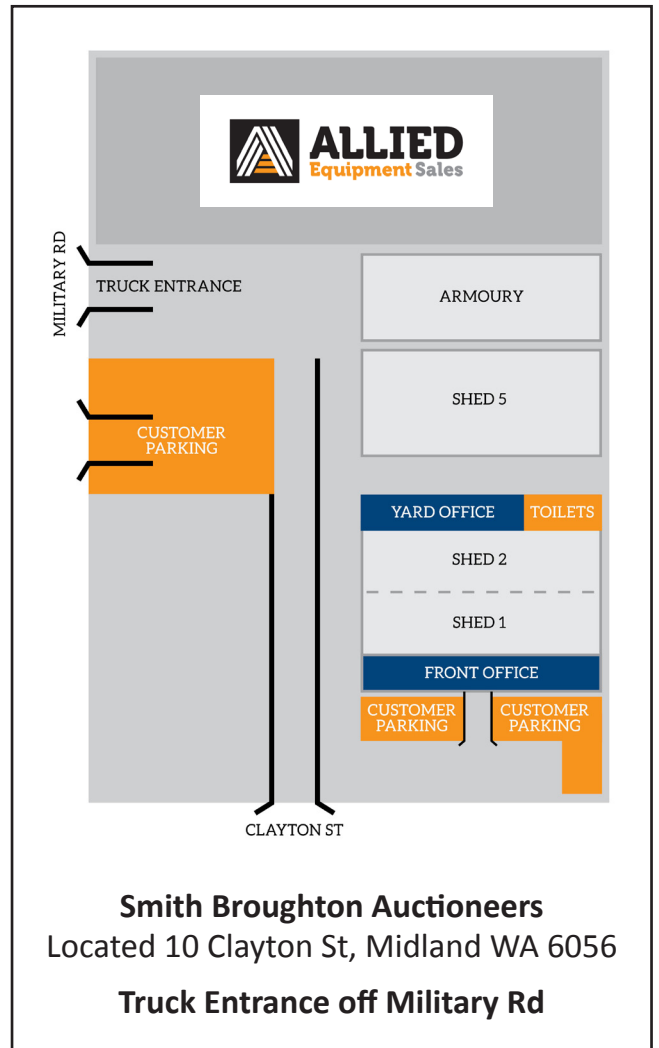 ALLIED
Equipment Sales
MILITARY RD
TRUCK ENTRANCE
ARMOURY
SHED 5
CUSTOMER
PARKING
YARD OFFICE
TOILETS
SHED 2
SHED 1
FRONT OFFICE
CUSTOMER
PARKING
CUSTOMER
PARKING
CLAYTON ST
Smith Broughton Auctioneers
Located 10 Clayton St, Midland WA 6056
Truck Entrance off Military Rd